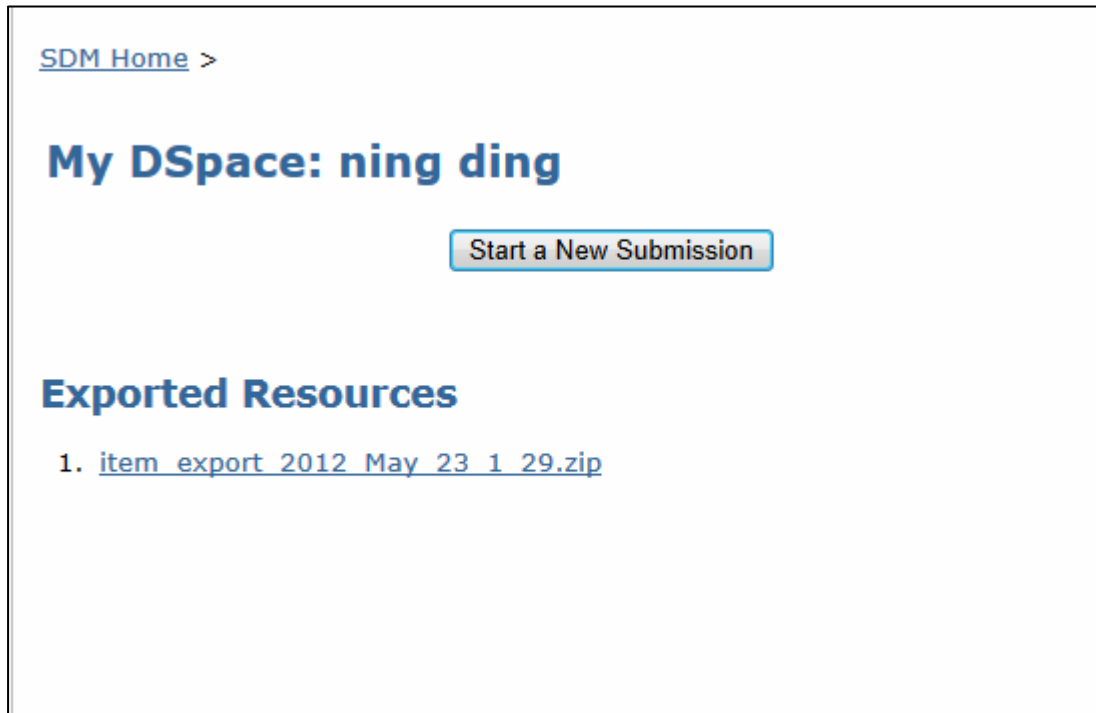 SDM Home >
My DSpace: ning ding
Start a New Submission
Exported Resources
1. item_export_2012_May_23_1_29.zip